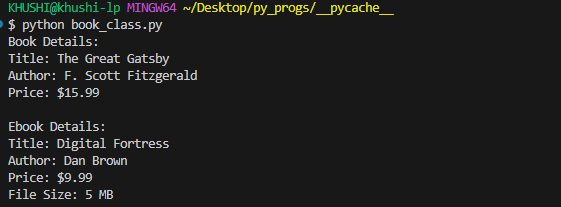 KHUSHI@khushi-lp MINGW64 ~/Desktop/py_progs/__pycache__
$ python book_class.py
Book Details:
Title: The Great Gatsby
Author: F. Scott Fitzgerald
Price: $15.99

Ebook Details:
Title: Digital Fortress
Author: Dan Brown
Price: $9.99
File Size: 5 MB